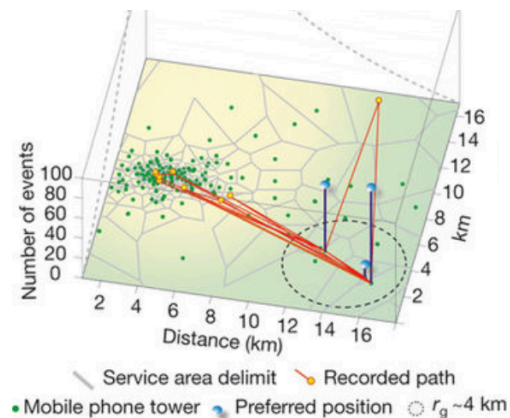 Number of events
100
80
60
40
20
0
2 4 6 8 10 12 14 16
Distance (km)
16
14
12
10
8
6
4
2
km
Service area delimit Recorded path
Mobile phone tower Preferred position rg ~4 km